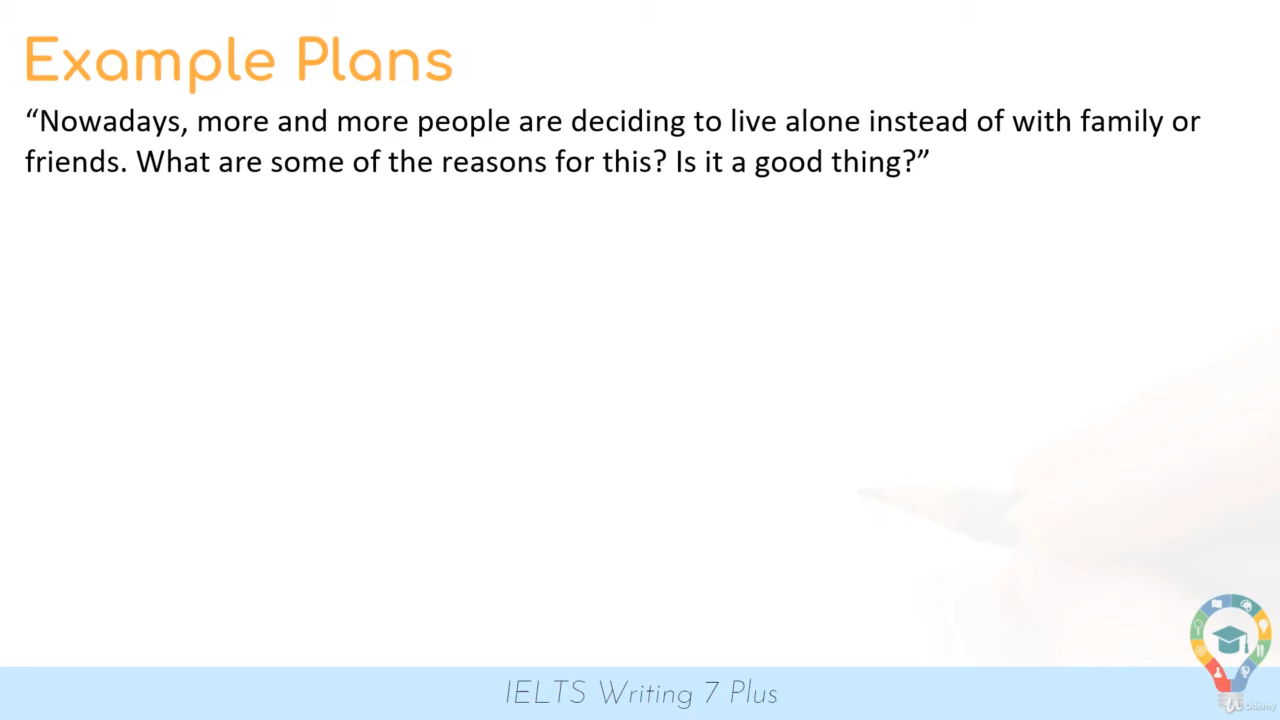 Example Plans
“Nowadays, more and more people are deciding to live alone instead of with family or
friends. What are some of the reasons for this? Is it a good thing?”
IELTS Writing 7 Plus
Udemy